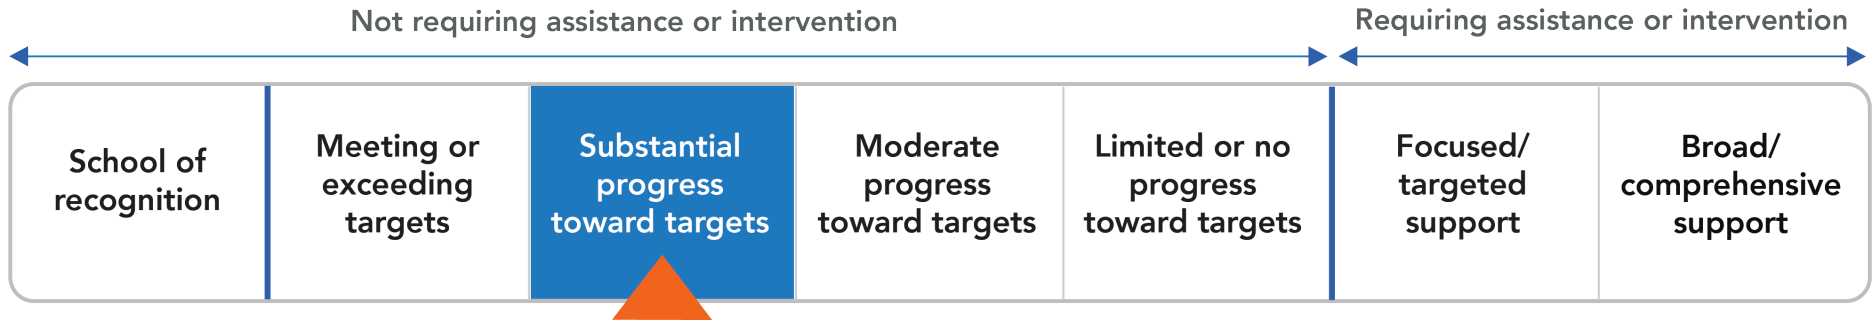 Not requiring assistance or intervention
Requiring assistance or intervention
School of
recognition
Meeting or
exceeding
targets
Substantial
progress
toward targets
Moderate
progress
toward targets
Limited or no
progress
toward targets
Focused/
targeted
support
Broad/
comprehensive
support